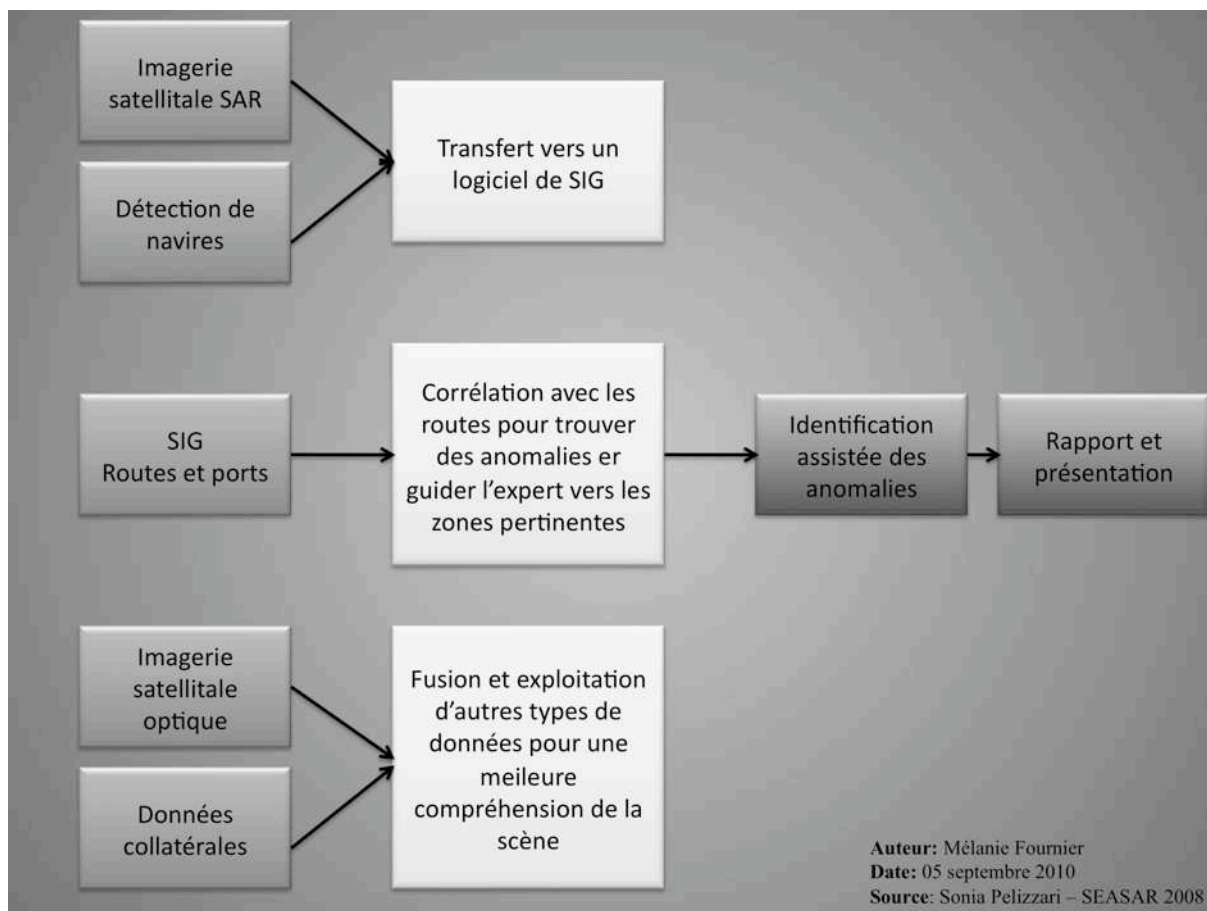 Imagerie
satellitale SAR
Détection de
navires
Transfert vers un
logiciel de SIG
SIG
Routes et ports
Corrélation avec les
routes pour trouver
des anomalies er
guider l'expert vers les
zones pertinentes
Identification
assistée des
anomalies
Rapport et
présentation
Imagerie
satellitale
optique
Données
collatérales
Fusion et exploitation
d'autres types de
données pour une
meileure
compréhension de la
scène
Auteur: Mélanie Fournier
Date: 05 septembre 2010
Source: Sonia Pelizzari – SEASAR 2008